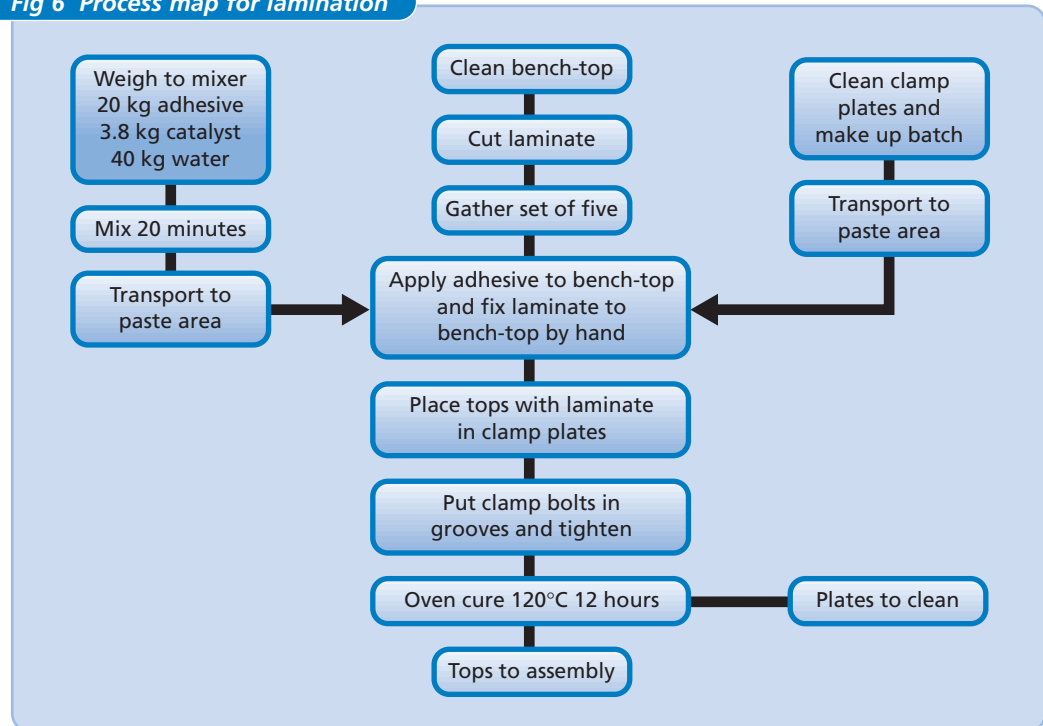 Fig 6 Process map for lamination
Weigh to mixer
20 kg adhesive
3.8 kg catalyst
40 kg water
Mix 20 minutes
Transport to
paste area
Clean bench-top
Cut laminate
Gather set of five
Apply adhesive to bench-top
and fix laminate to
bench-top by hand
Clean clamp
plates and
make up batch
Transport to
paste area
Place tops with laminate
in clamp plates
Put clamp bolts in
grooves and tighten
Oven cure 120°C 12 hours
Plates to clean
Tops to assembly